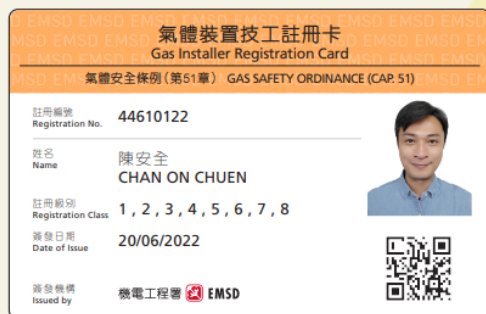 氣體裝置技工註冊卡
Gas Installer Registration Card
氣體安全條例(第51章) GAS SAFETY ORDINANCE (CAP. 51)
註冊編號
Registration No. 44610122
姓名
Name
陳安全
CHAN ON CHUEN
註冊級別
Registration Class 1 , 2 , 3 , 4 , 5 , 6 , 7 , 8
簽發日期
Date of Issue 20/06/2022
簽發機構
Issued by 機電工程署 EMSD